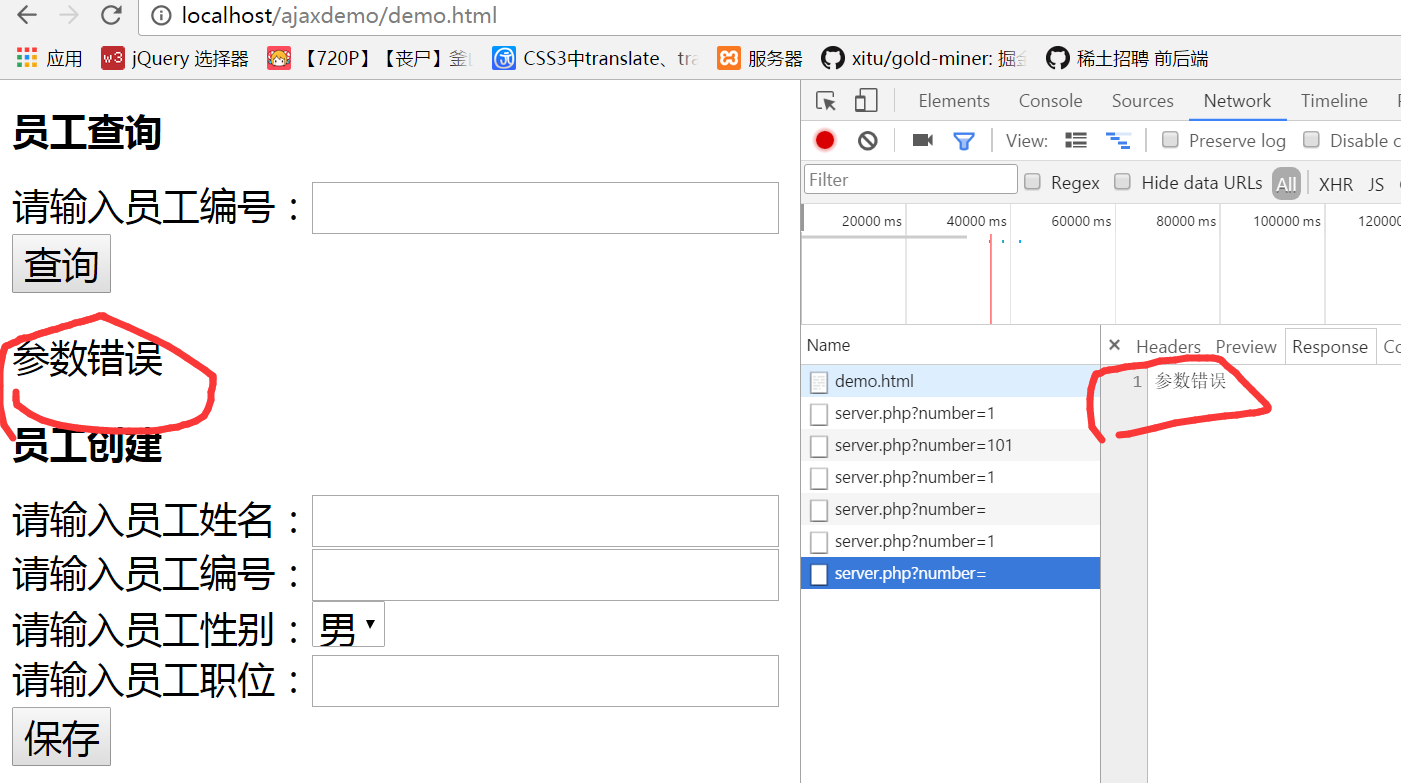 localhost/ajaxdemo/demo.html
应用 jQuery 选择器 【720P】【丧尸】釜 CSS3中translate、tra 服务器 xitu/gold-miner: 掘金 稀土招聘 前后端
员工查询
请输入员工编号：
查询
参数错误
员工创建
请输入员工姓名：
请输入员工编号：
请输入员工性别： 男
请输入员工职位：
保存
Elements Console Sources Network Timeline
View: Preserve log Disable c
Filter Regex Hide data URLs All XHR JS
20000 ms 40000 ms 60000 ms 80000 ms 100000 ms 120000
Name
demo.html
server.php?number=1
server.php?number=101
server.php?number=1
server.php?number=
server.php?number=1
server.php?number=
× Headers Preview Response Co
1 参数错误